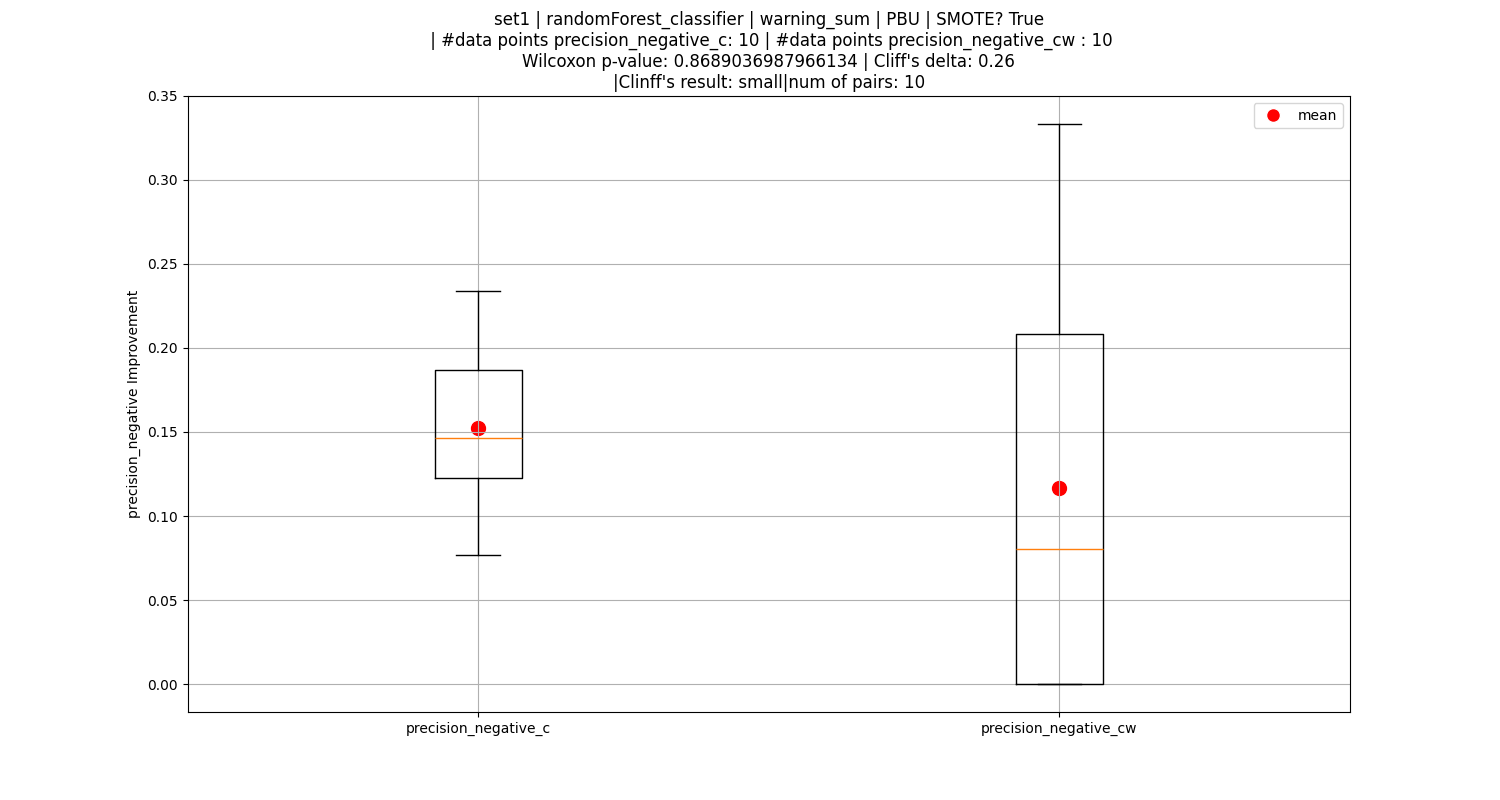 set1 | randomForest_classifier | warning_sum | PBU | SMOTE? True
| #data points precision_negative_c: 10 | #data points precision_negative_cw : 10
Wilcoxon p-value: 0.8689036987966134 | Cliff's delta: 0.26
|Clinff's result: small|num of pairs: 10
mean
0.35
0.30
0.25
0.20
0.15
0.10
0.05
0.00
precision_negative Improvement
precision_negative_c
precision_negative_cw